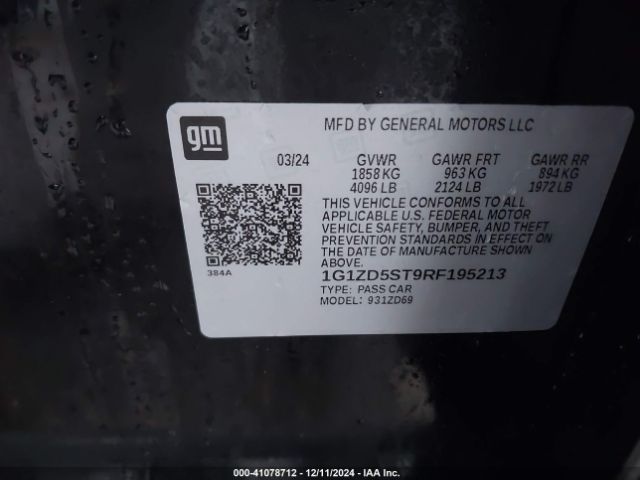 gm
MFD BY GENERAL MOTORS LLC
03/24 GVWR GAWR FRT GAWR RR
1858 KG 963 KG 894 KG
4096 LB 2124 LB 1972 LB
THIS VEHICLE CONFORMS TO ALL
APPLICABLE U.S. FEDERAL MOTOR
VEHICLE SAFETY, BUMPER, AND THEFT
PREVENTION STANDARDS IN EFFECT ON
THE DATE OF MANUFACTURE SHOWN
ABOVE.
384A
1G1ZD5ST9RF195213
TYPE: PASS CAR
MODEL: 931ZD69
000-41078712 - 12/11/2024 - IAA Inc.